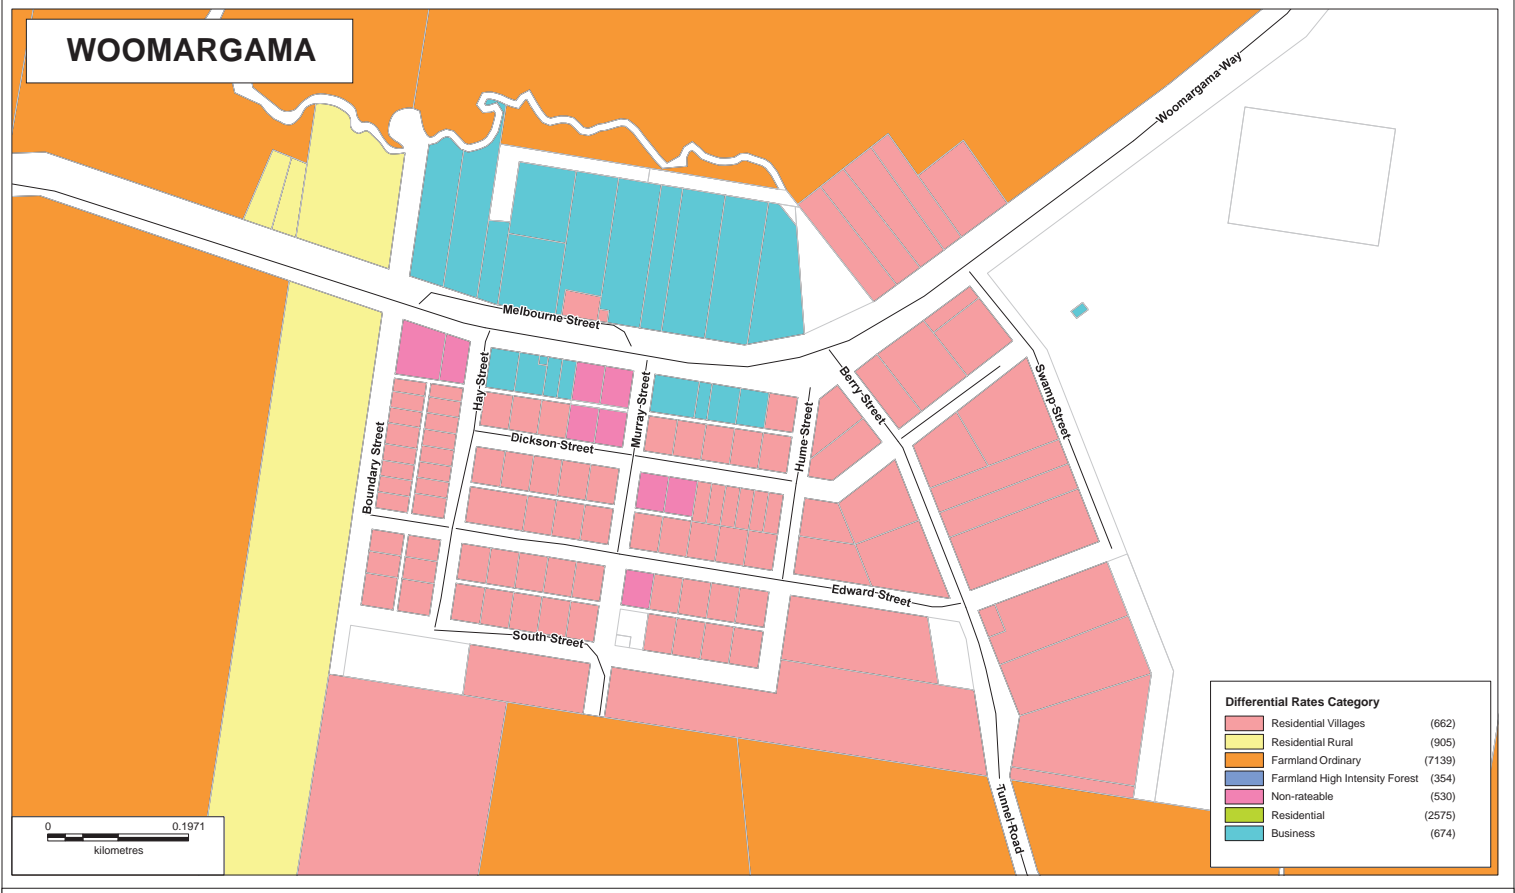 WOOMARGAMA
Woomargama Way
Melbourne Street
Hay Street
Murray Street
Hume Street
Berry Street
Swamp Street
Boundary Street
Dickson Street
Edward Street
South Street
Tunnel Road
Differential Rates Category
Residential Villages (662)
Residential Rural (905)
Farmland Ordinary (7139)
Farmland High Intensity Forest (354)
Non-rateable (530)
Residential (2575)
Business (674)
0 0.1971
kilometres